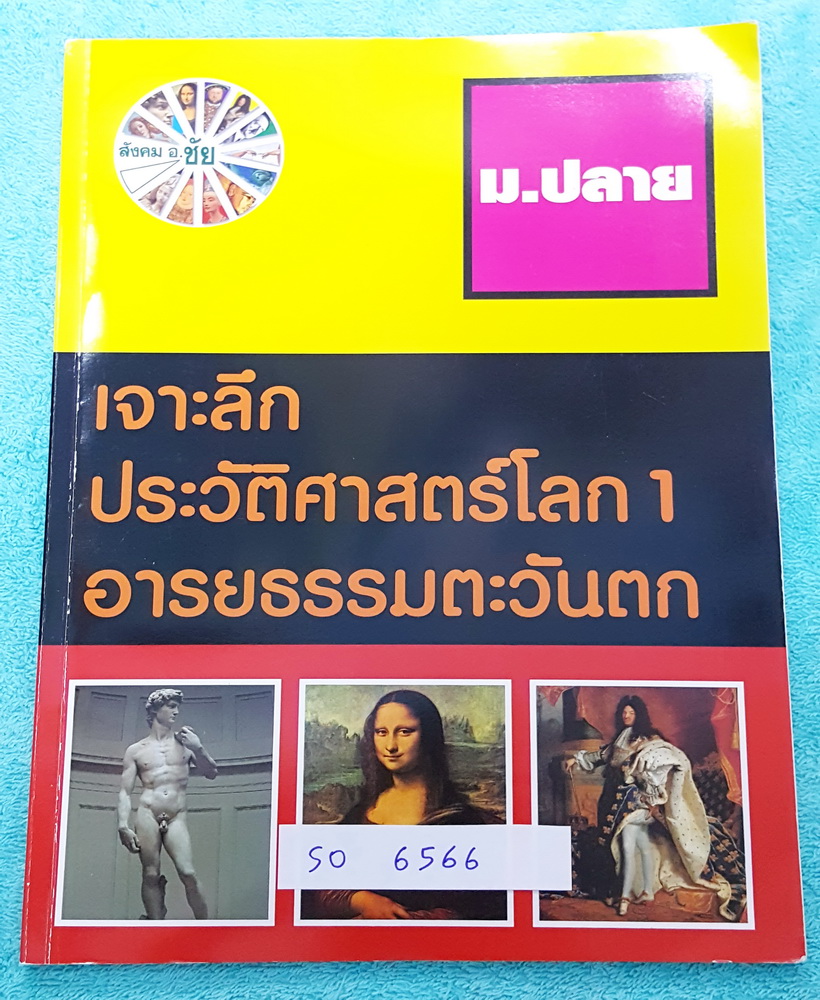 สังคม อ.ชัย
ม.ปลาย
เจาะลึก
ประวัติศาสตร์โลก 1
อารยธรรมตะวันตก
SO 6566